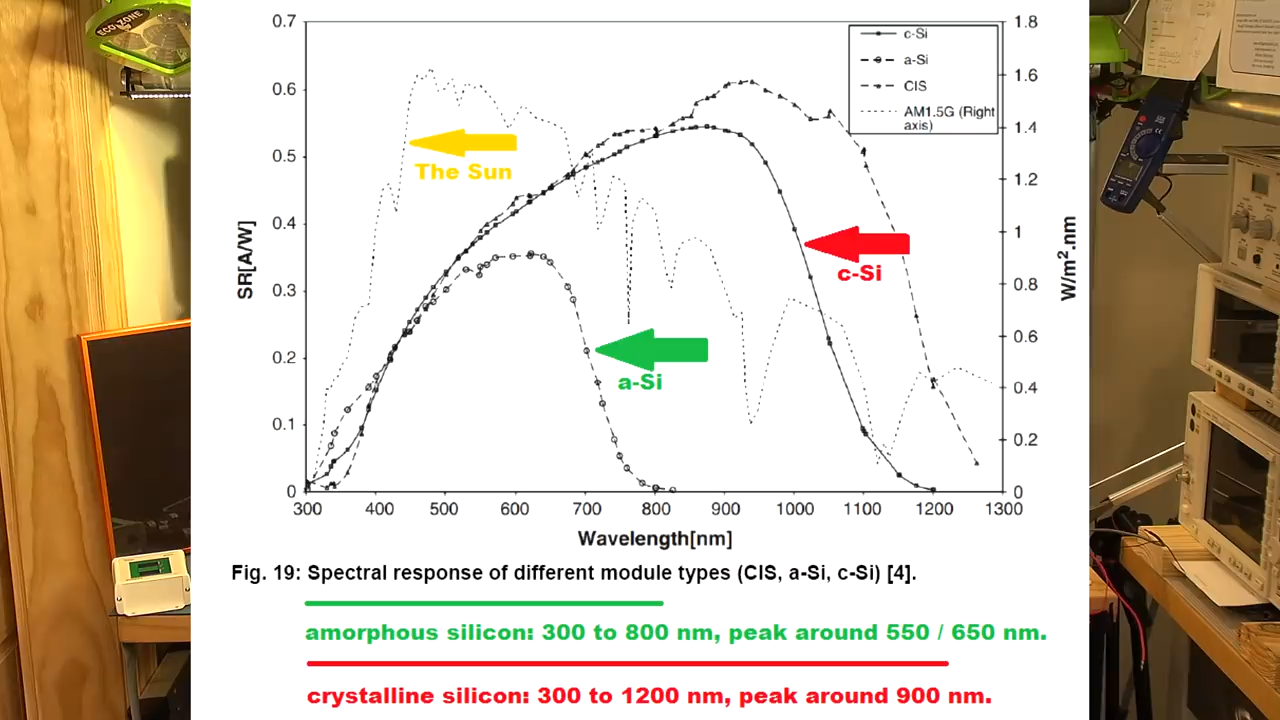 ECO-ZONE
0.7
0.6
0.5
0.4
0.3
0.2
0.1
0
SR[A/W]
1.8
1.6
1.4
1.2
1
0.8
0.6
0.4
0.2
0
W/m².nm
c-Si
a-Si
CIS
AM1.5G (Right
axis)
The Sun
c-Si
a-Si
300 400 500 600 700 800 900 1000 1100 1200 1300
Wavelength[nm]
Fig. 19: Spectral response of different module types (CIS, a-Si, c-Si) [4].
amorphous silicon: 300 to 800 nm, peak around 550 / 650 nm.
crystalline silicon: 300 to 1200 nm, peak around 900 nm.